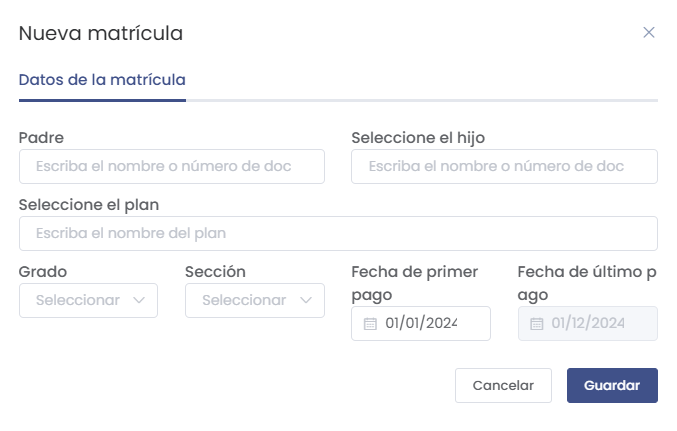 Nueva matrícula
Datos de la matrícula
Padre
Seleccione el hijo
Escriba el nombre o número de doc
Escriba el nombre o número de doc
Seleccione el plan
Escriba el nombre del plan
Grado
Sección
Fecha de primer
pago
Fecha de último p
ago
Seleccionar
Seleccionar
01/01/2024
01/12/2024
Cancelar
Guardar